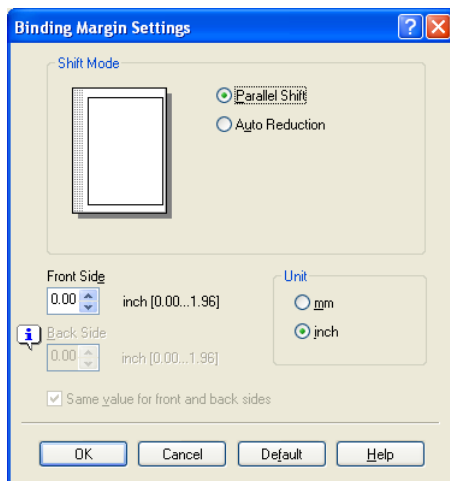 Binding Margin Settings
Shift Mode
Parallel Shift
Auto Reduction
Front Side
0.00 inch [0.00...1.96]
Back Side
0.00 inch [0.00...1.96]
Unit
mm
inch
Same value for front and back sides
OK Cancel Default Help